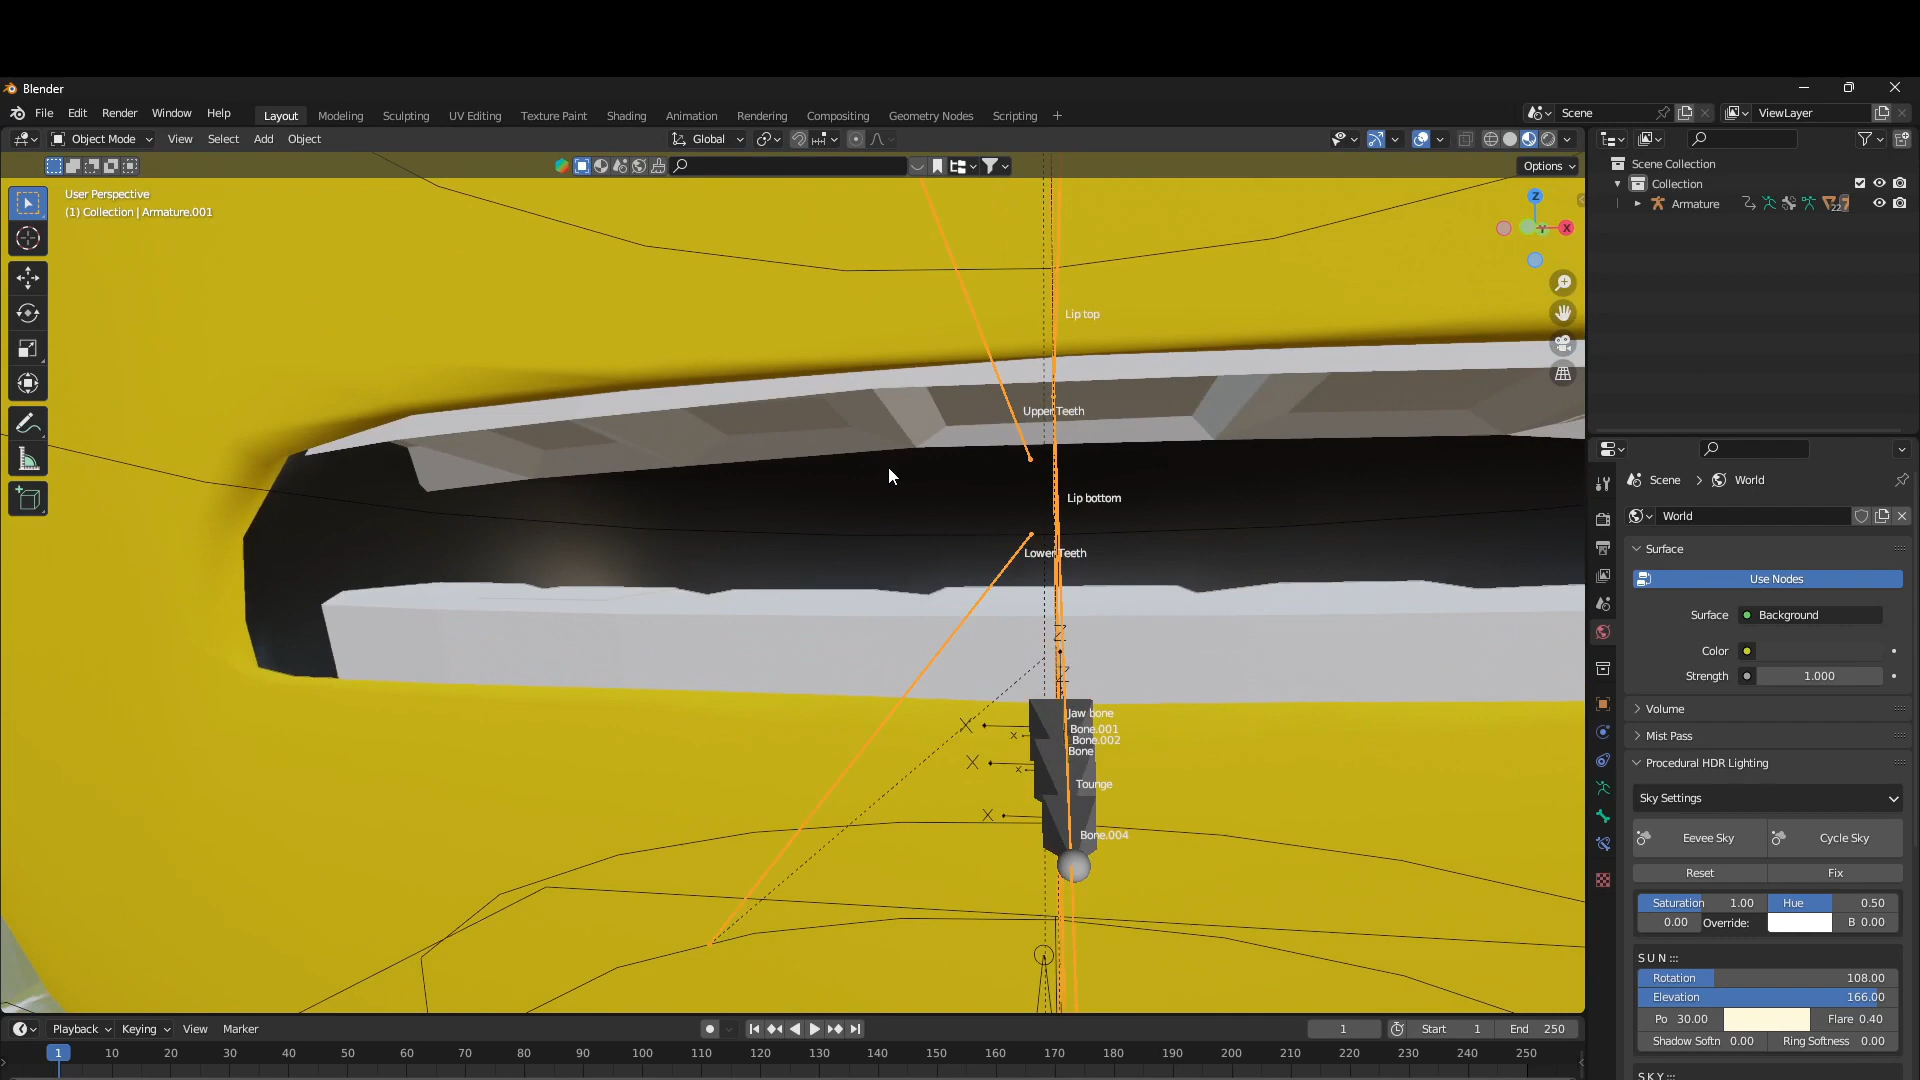 Blender
File Edit Render Window Help Layout Modeling Sculpting UV Editing Texture Paint Shading Animation Rendering Compositing Geometry Nodes Scripting + Scene ViewLayer
Object Mode View Select Add Object Global
Options
User Perspective
(1) Collection | Armature.001
Z
X
Y
Lip top
Upper Teeth
Lip bottom
Lower Teeth
Z
Z
Jaw bone
X
Bone.001
X
Bone.002
Bone
X
X
Tounge
X
Bone.004
Scene Collection
Collection
Armature 22 7
Scene > World
World
Surface
Use Nodes
Surface Background
Color
Strength 1.000
Volume
Mist Pass
Procedural HDR Lighting
Sky Settings
Eevee Sky Cycle Sky
Reset Fix
Saturation 1.00 Hue 0.50
0.00 Override: B 0.00
S U N :::
Rotation 108.00
Elevation 166.00
Po 30.00 Flare 0.40
Shadow Softn 0.00 Ring Softness 0.00
S K Y :::
Playback Keying View Marker 1 Start 1 End 250
1 10 20 30 40 50 60 70 80 90 100 110 120 130 140 150 160 170 180 190 200 210 220 230 240 250